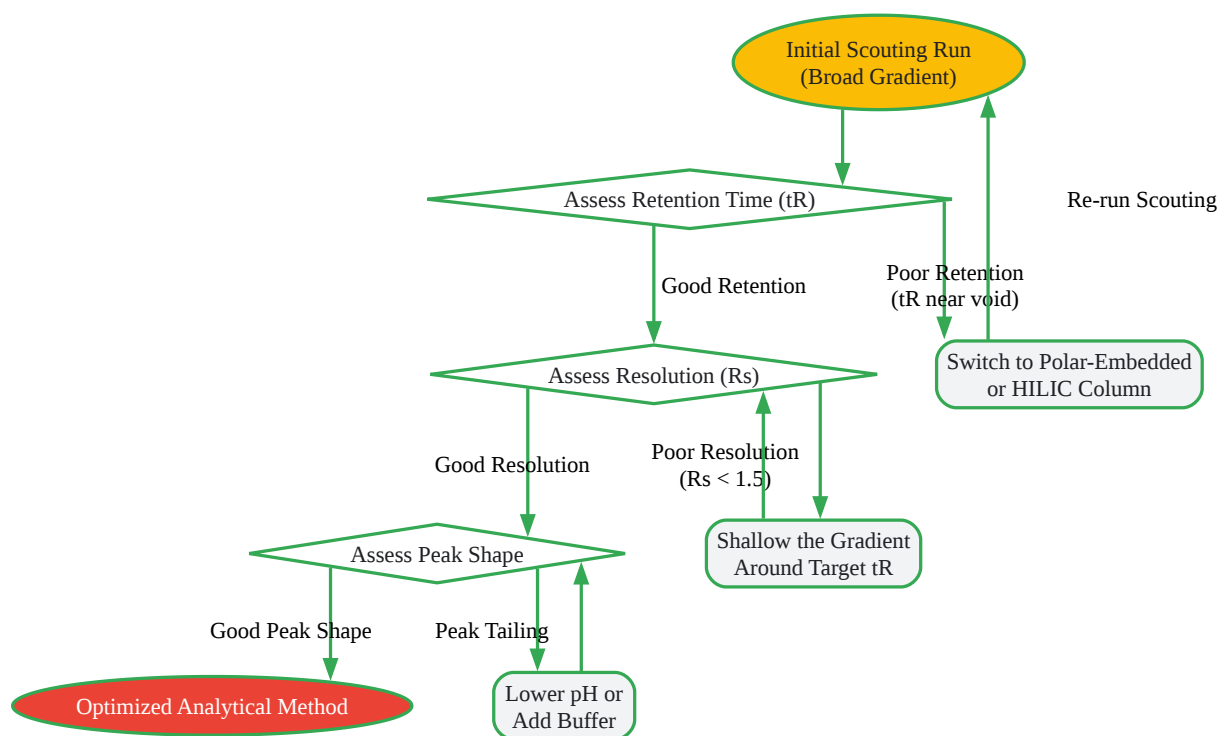 Initial Scouting Run
(Broad Gradient)
Assess Retention Time (tR)
Re-run Scouting
Good Retention
Poor Retention
(tR near void)
Switch to Polar-Embedded
or HILIC Column
Assess Resolution (Rs)
Good Resolution
Poor Resolution
(Rs < 1.5)
Shallow the Gradient
Around Target tR
Assess Peak Shape
Good Peak Shape
Peak Tailing
Optimized Analytical Method
Lower pH or
Add Buffer